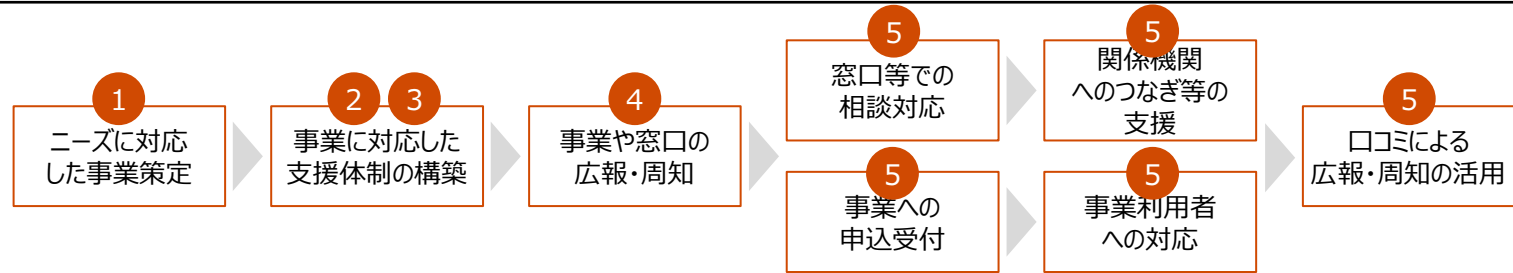 1
ニーズに対応
した事業策定
2 3
事業に対応した
支援体制の構築
4
事業や窓口の
広報・周知
5
窓口等での
相談対応
5
関係機関
へのつなぎ等の
支援
5
事業への
申込受付
5
事業利用者
への対応
5
口コミによる
広報・周知の活用